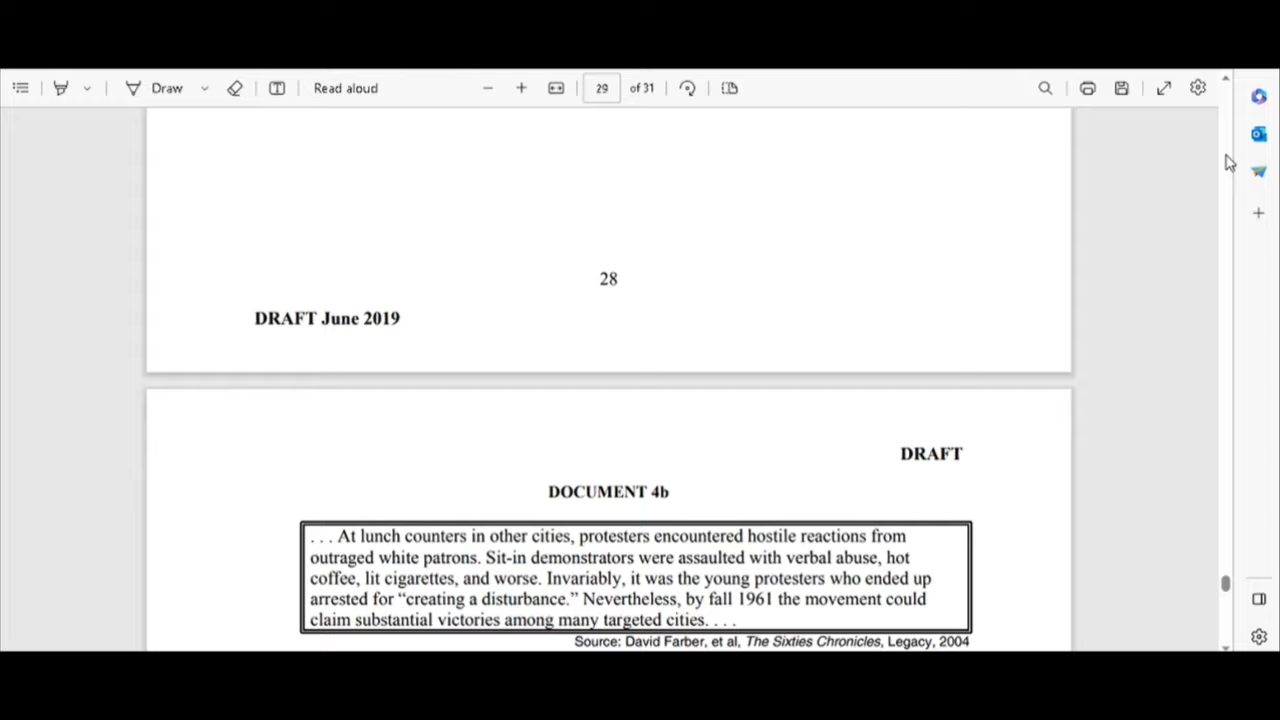 Draw
Read aloud
29 of 31
28
DRAFT June 2019
DRAFT
DOCUMENT 4b
. . . At lunch counters in other cities, protesters encountered hostile reactions from
outraged white patrons. Sit-in demonstrators were assaulted with verbal abuse, hot
coffee, lit cigarettes, and worse. Invariably, it was the young protesters who ended up
arrested for “creating a disturbance.” Nevertheless, by fall 1961 the movement could
claim substantial victories among many targeted cities. . . .
Source: David Farber, et al, The Sixties Chronicles, Legacy, 2004